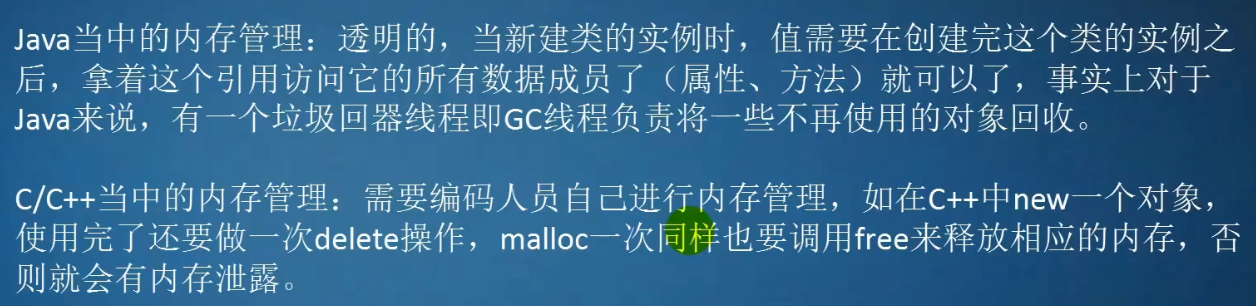 Java当中的内存管理：透明的，当新建类的实例时，值需要在创建完这个类的实例之
后，拿着这个引用访问它的所有数据成员了（属性、方法）就可以了，事实上对于
Java来说，有一个垃圾回器线程即GC线程负责将一些不再使用的对象回收。
C/C++当中的内存管理：需要编码人员自己进行内存管理，如在C++中new一个对象，
使用完了还要做一次delete操作，malloc一次同样也要调用free来释放相应的内存，否
则就会有内存泄露。